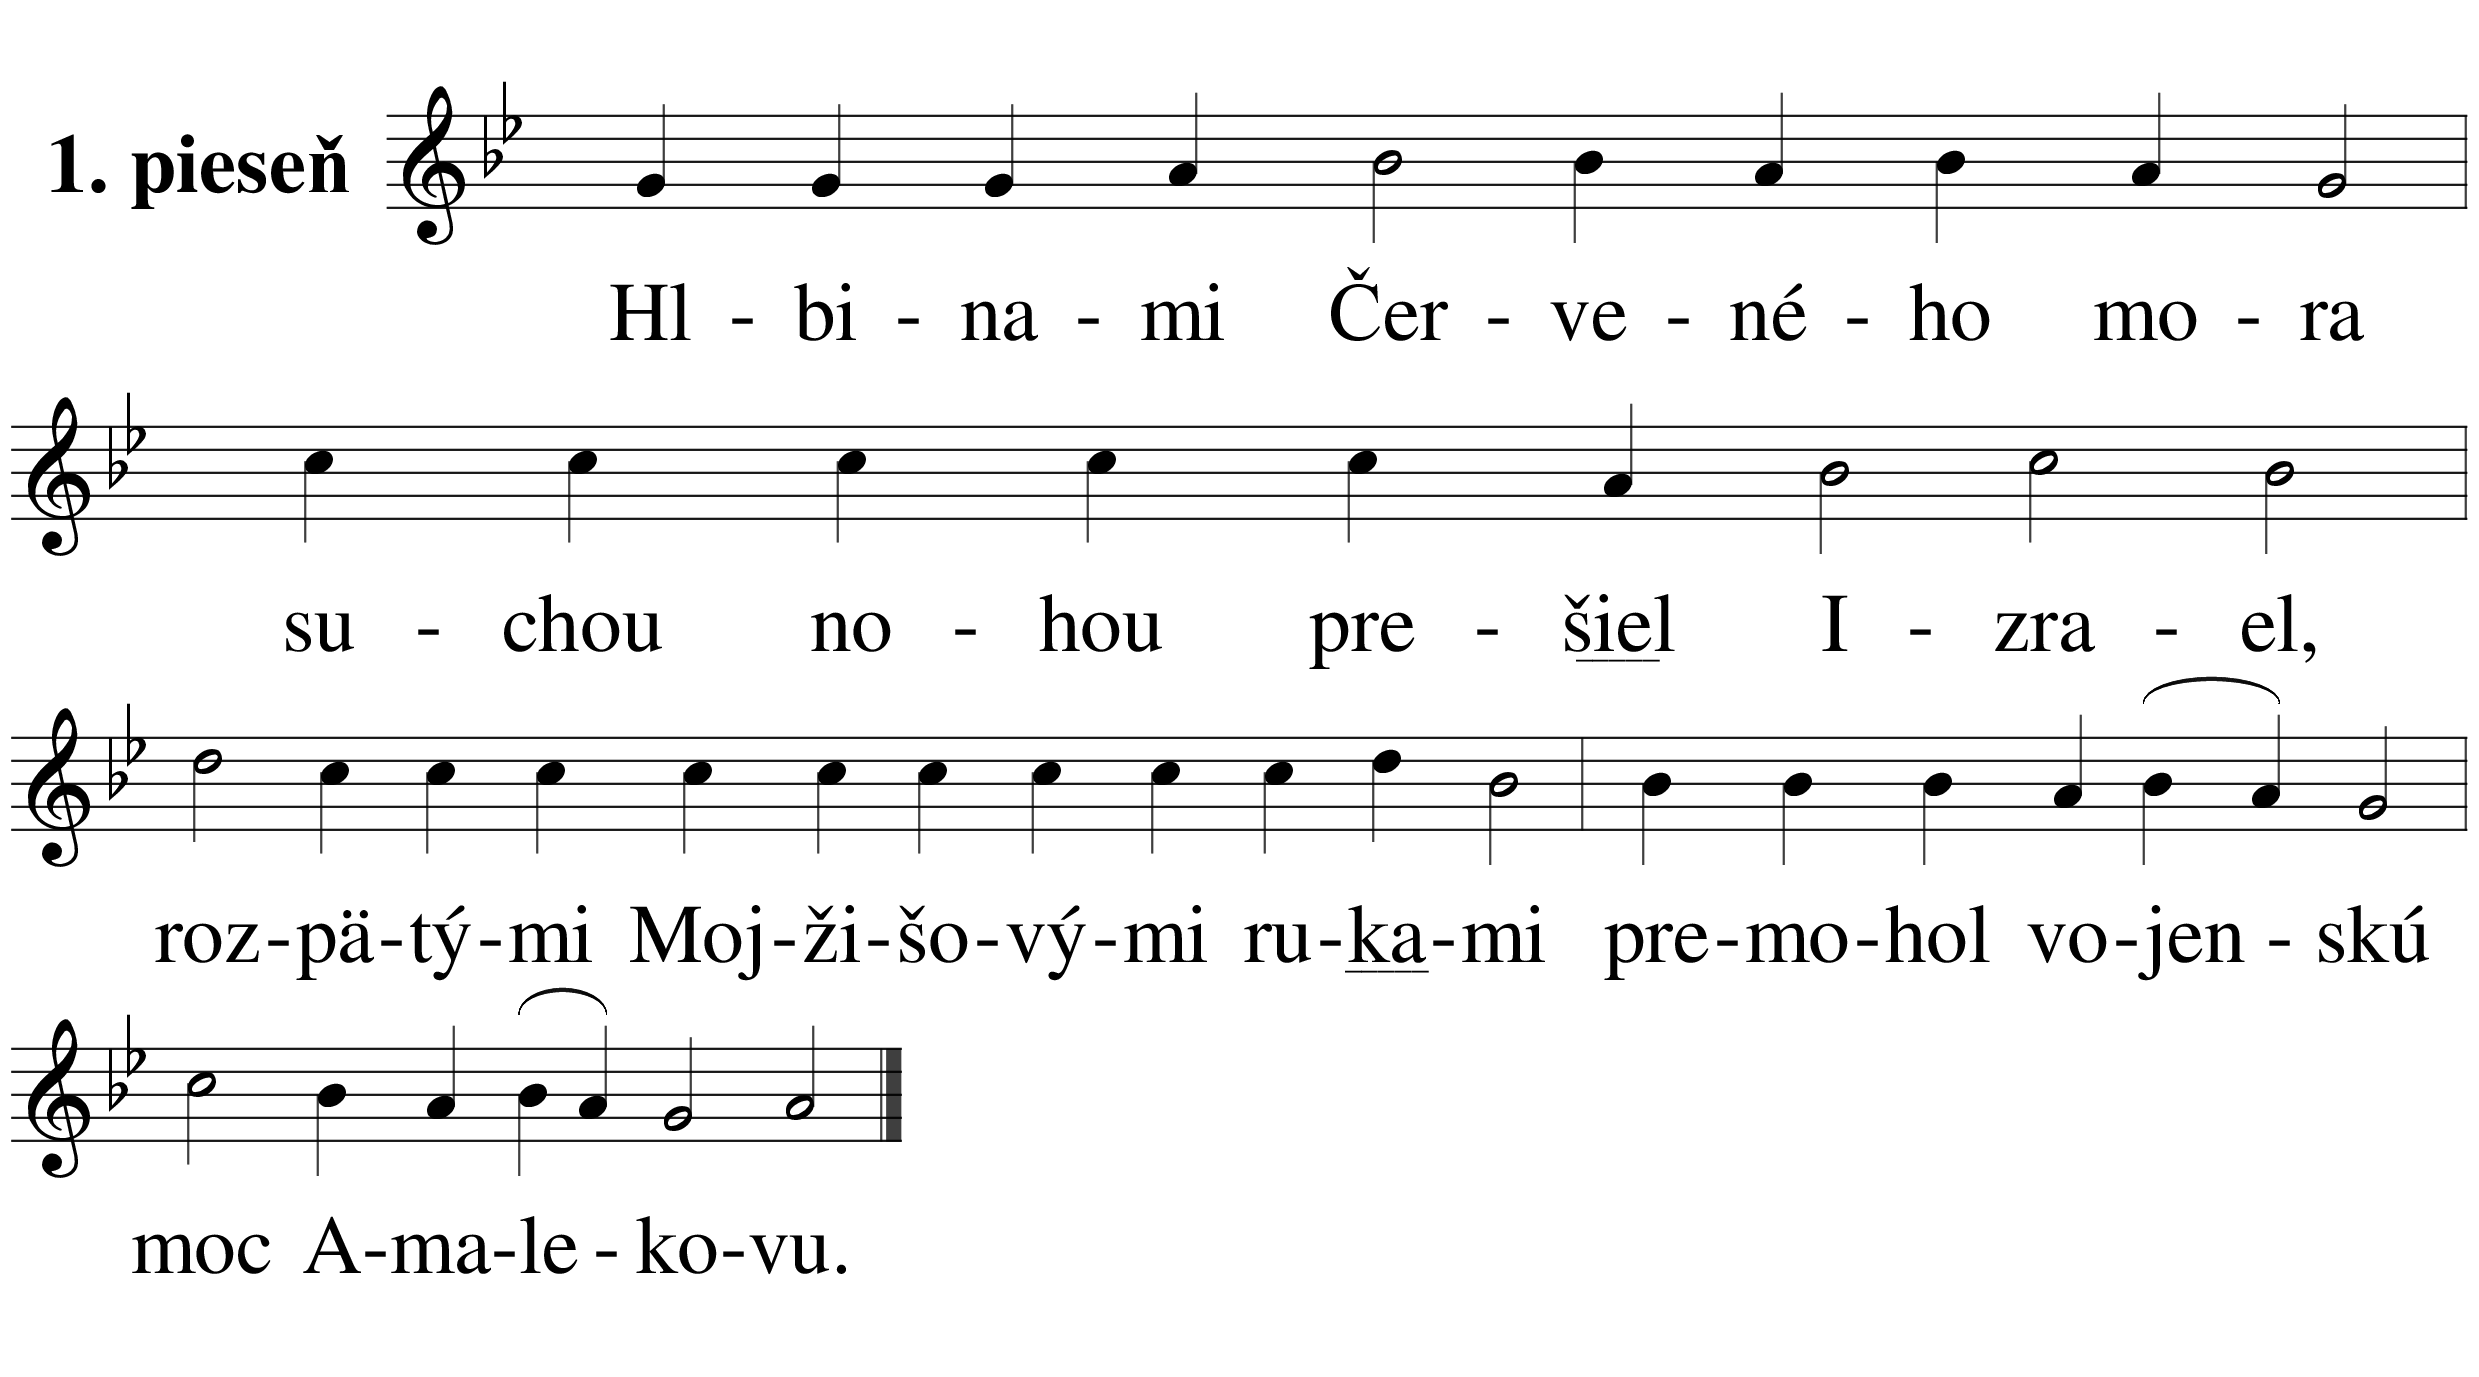 1. pieseň
Hl - bi - na - mi Čer - ve - né - ho mo - ra
su - chou no - hou pre - šiel I - zra - el,
roz-pä-tý-mi Moj-ži-šo-vý-mi ru-ka-mi pre-mo-hol vo-jen - skú
moc A-ma-le - ko-vu.